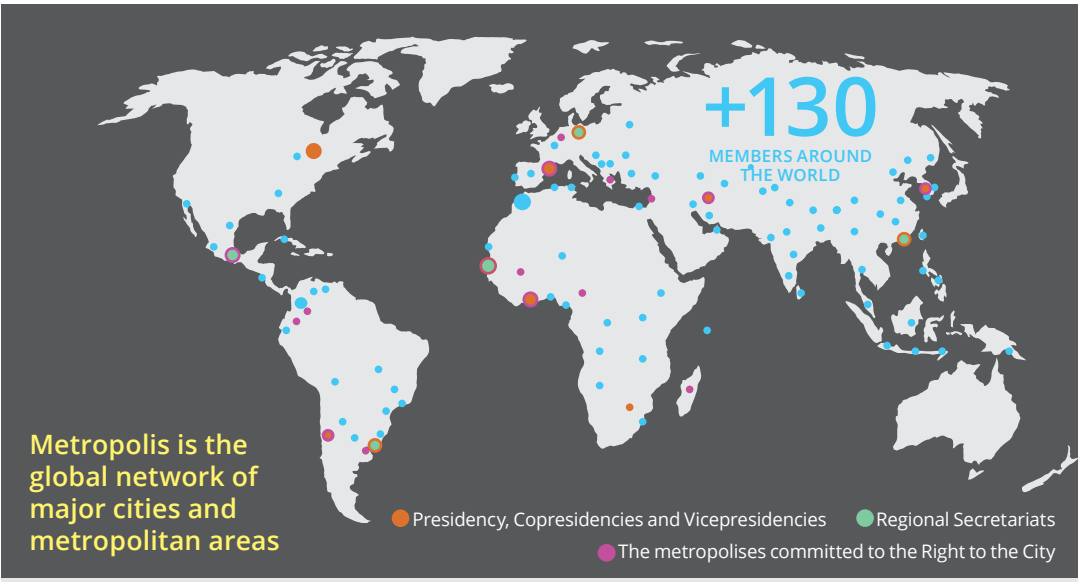 +130
MEMBERS AROUND
THE WORLD
Metropolis is the
global network of
major cities and
metropolitan areas
Presidency, Copresidencies and Vicepresidencies
Regional Secretariats
The metropolises committed to the Right to the City